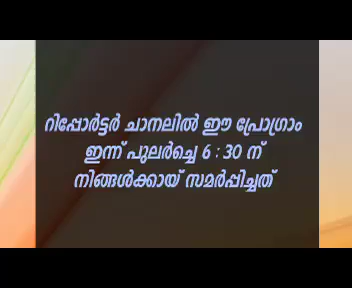 റിപ്പോർട്ടർ ചാനലിൽ ഈ പ്രോഗ്രാം
ഇന്ന് പുലർച്ചെ 6 : 30 ന്
നിങ്ങൾക്കായ് സമർപ്പിച്ചത്